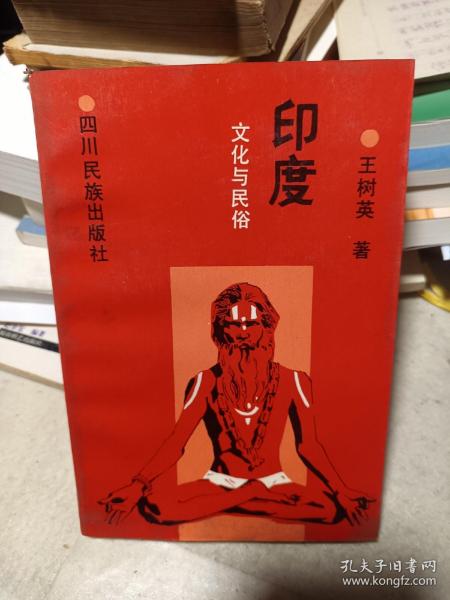 印度
文化与民俗
王树英 著
四川民族出版社
孔夫子旧书网
www.kongfz.com